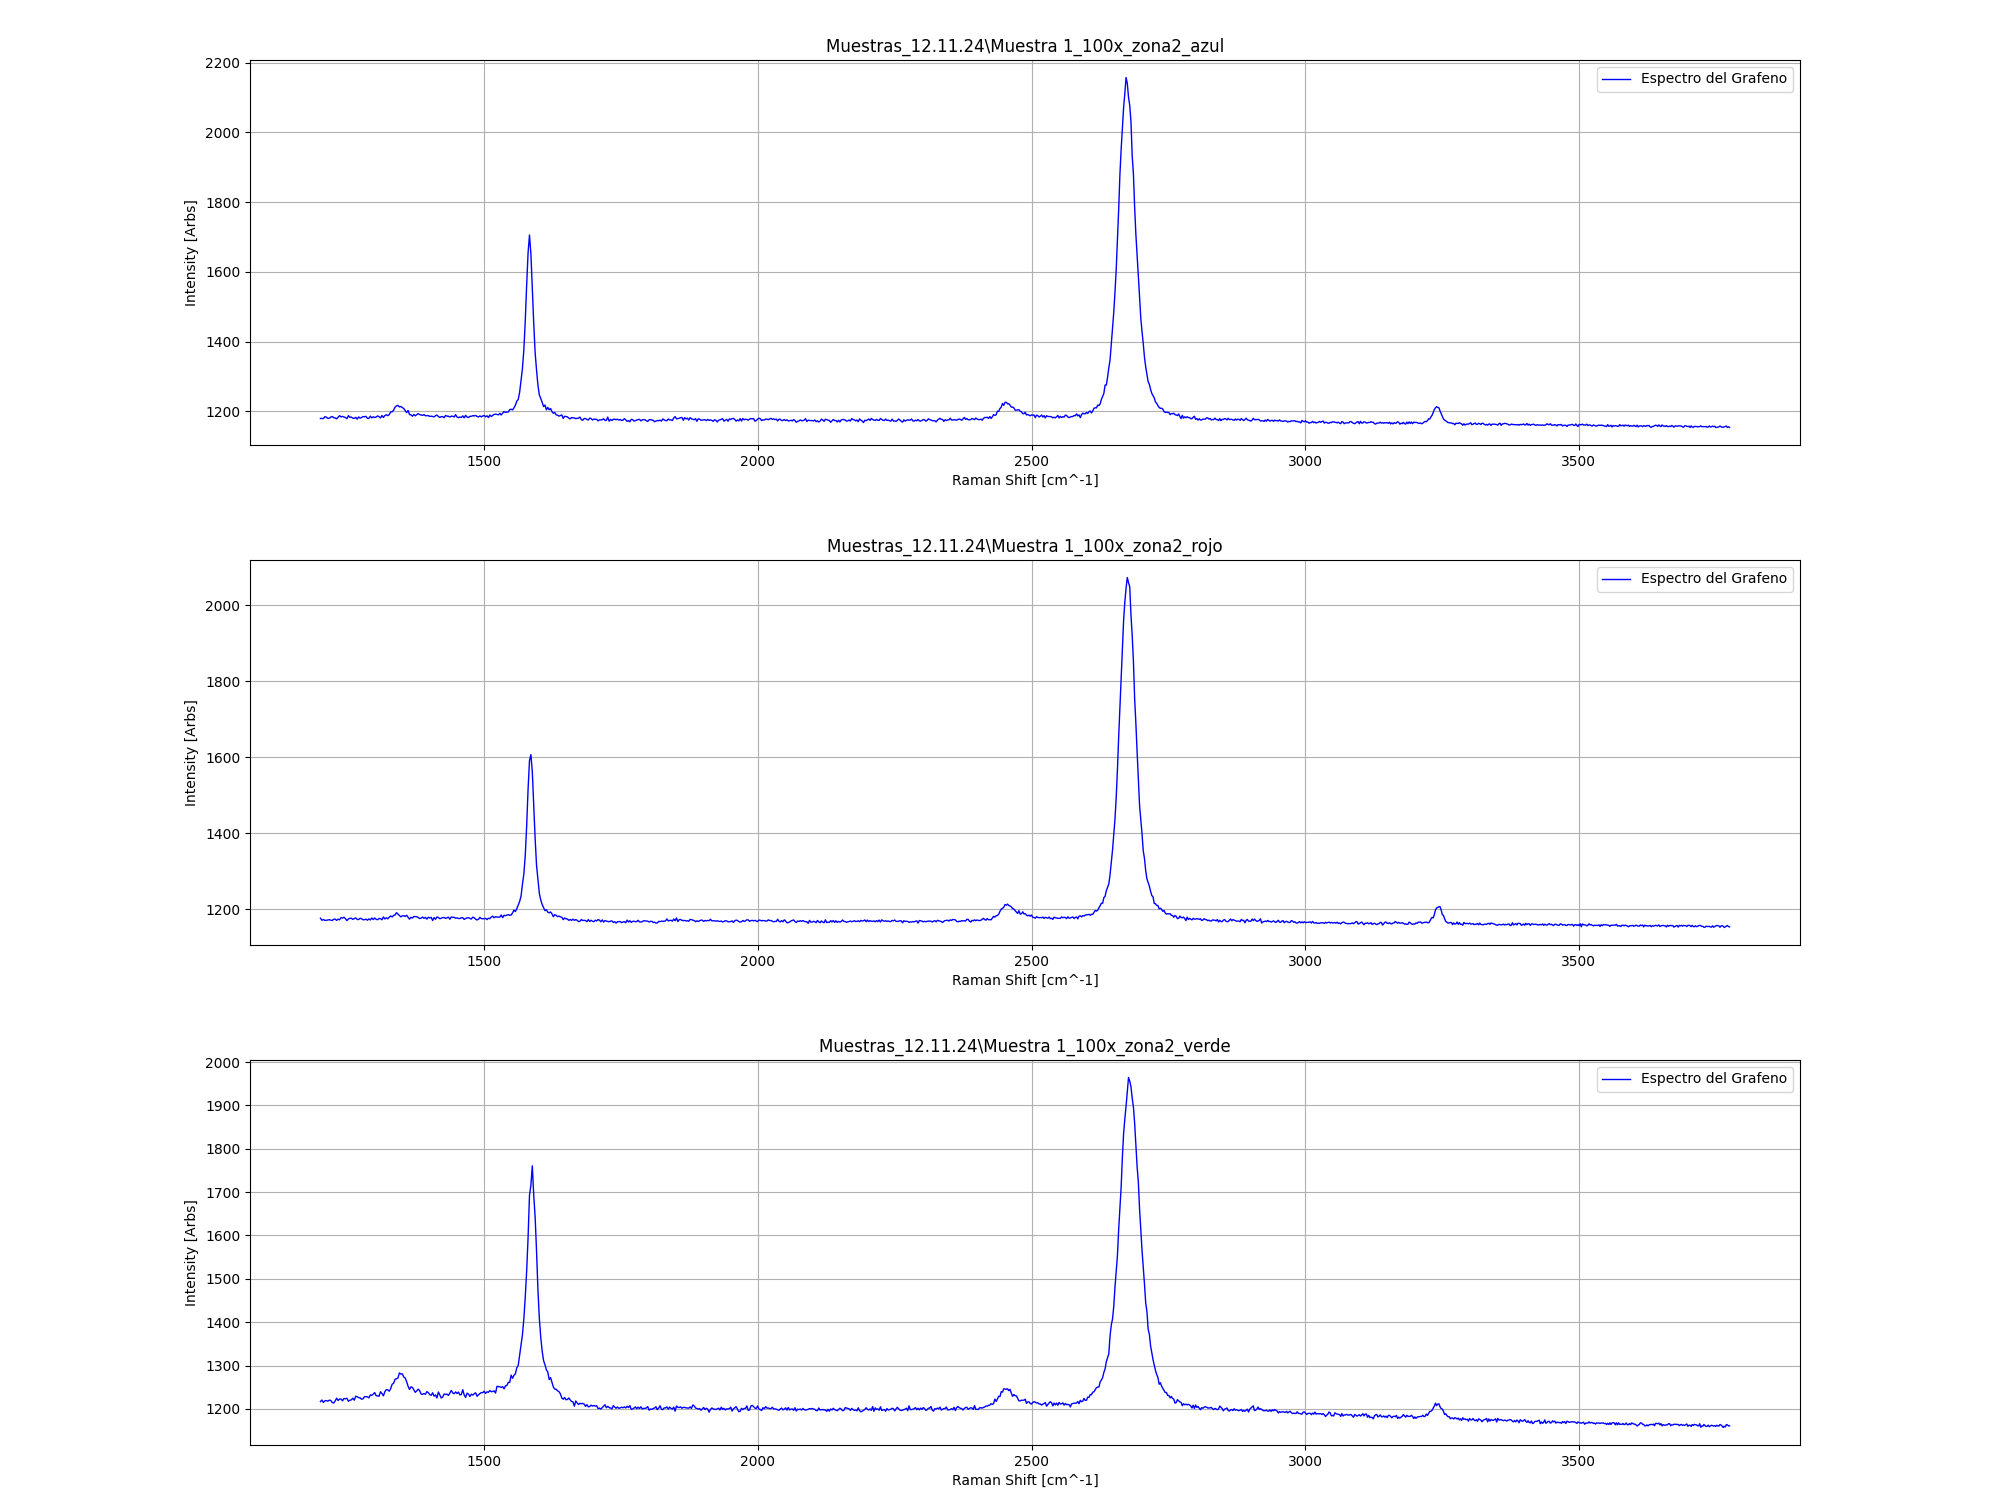 Muestras_12.11.24\Muestra 1_100x_zona2_azul
Espectro del Grafeno
Intensity [Arbs]
2200
2000
1800
1600
1400
1200
1500 2000 2500 3000 3500
Raman Shift [cm^-1]
Muestras_12.11.24\Muestra 1_100x_zona2_rojo
Espectro del Grafeno
Intensity [Arbs]
2000
1800
1600
1400
1200
1500 2000 2500 3000 3500
Raman Shift [cm^-1]
Muestras_12.11.24\Muestra 1_100x_zona2_verde
Espectro del Grafeno
Intensity [Arbs]
2000
1900
1800
1700
1600
1500
1400
1300
1200
1500 2000 2500 3000 3500
Raman Shift [cm^-1]